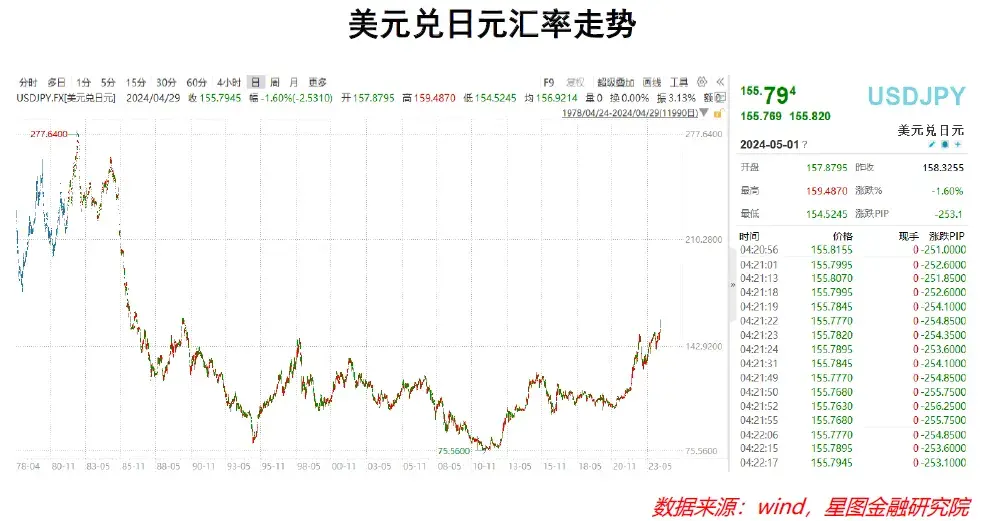 美元兑日元汇率走势
分时 多日 1分 5分 15分 30分 60分 4小时 日 周 月 更多 F9 复权 超级叠加 画线 工具
USDJPY.FX[美元兑日元] 2024/04/29 收 155.7945 幅 -1.60%(-2.5310) 开 157.8795 高 159.4870 低 154.5245 均 156.9214 量 0 换 0.00% 振 3.13% 额
1978/04/24-2024/04/29(11990日)
277.6400 277.6400
210.2800
142.9200
75.5600 75.5600
78-04 80-11 83-05 85-11 88-05 90-11 93-05 95-11 98-05 00-11 03-05 05-11 08-05 10-11 13-05 15-11 18-05 20-11 23-05
155.794 USDJPY
155.769 155.820
美元兑日元
2024-05-01 ?
开盘 157.8795 昨收 158.3255
最高 159.4870 涨跌% -1.60%
最低 154.5245 涨跌PIP -253.1
时间 价格 现手 涨跌PIP
04:20:56 155.8155 0 -251.0000
04:21:01 155.7995 0 -252.6000
04:21:13 155.8070 0 -251.8500
04:21:18 155.7995 0 -252.6000
04:21:19 155.7845 0 -254.1000
04:21:22 155.7770 0 -254.8500
04:21:23 155.7820 0 -254.3500
04:21:24 155.7895 0 -253.6000
04:21:31 155.7845 0 -254.1000
04:21:49 155.7770 0 -254.8500
04:21:50 155.7680 0 -255.7500
04:21:52 155.7630 0 -256.2500
04:21:55 155.7680 0 -255.7500
04:22:06 155.7770 0 -254.8500
04:22:15 155.7895 0 -253.6000
04:22:17 155.7945 0 -253.1000
数据来源：wind，星图金融研究院